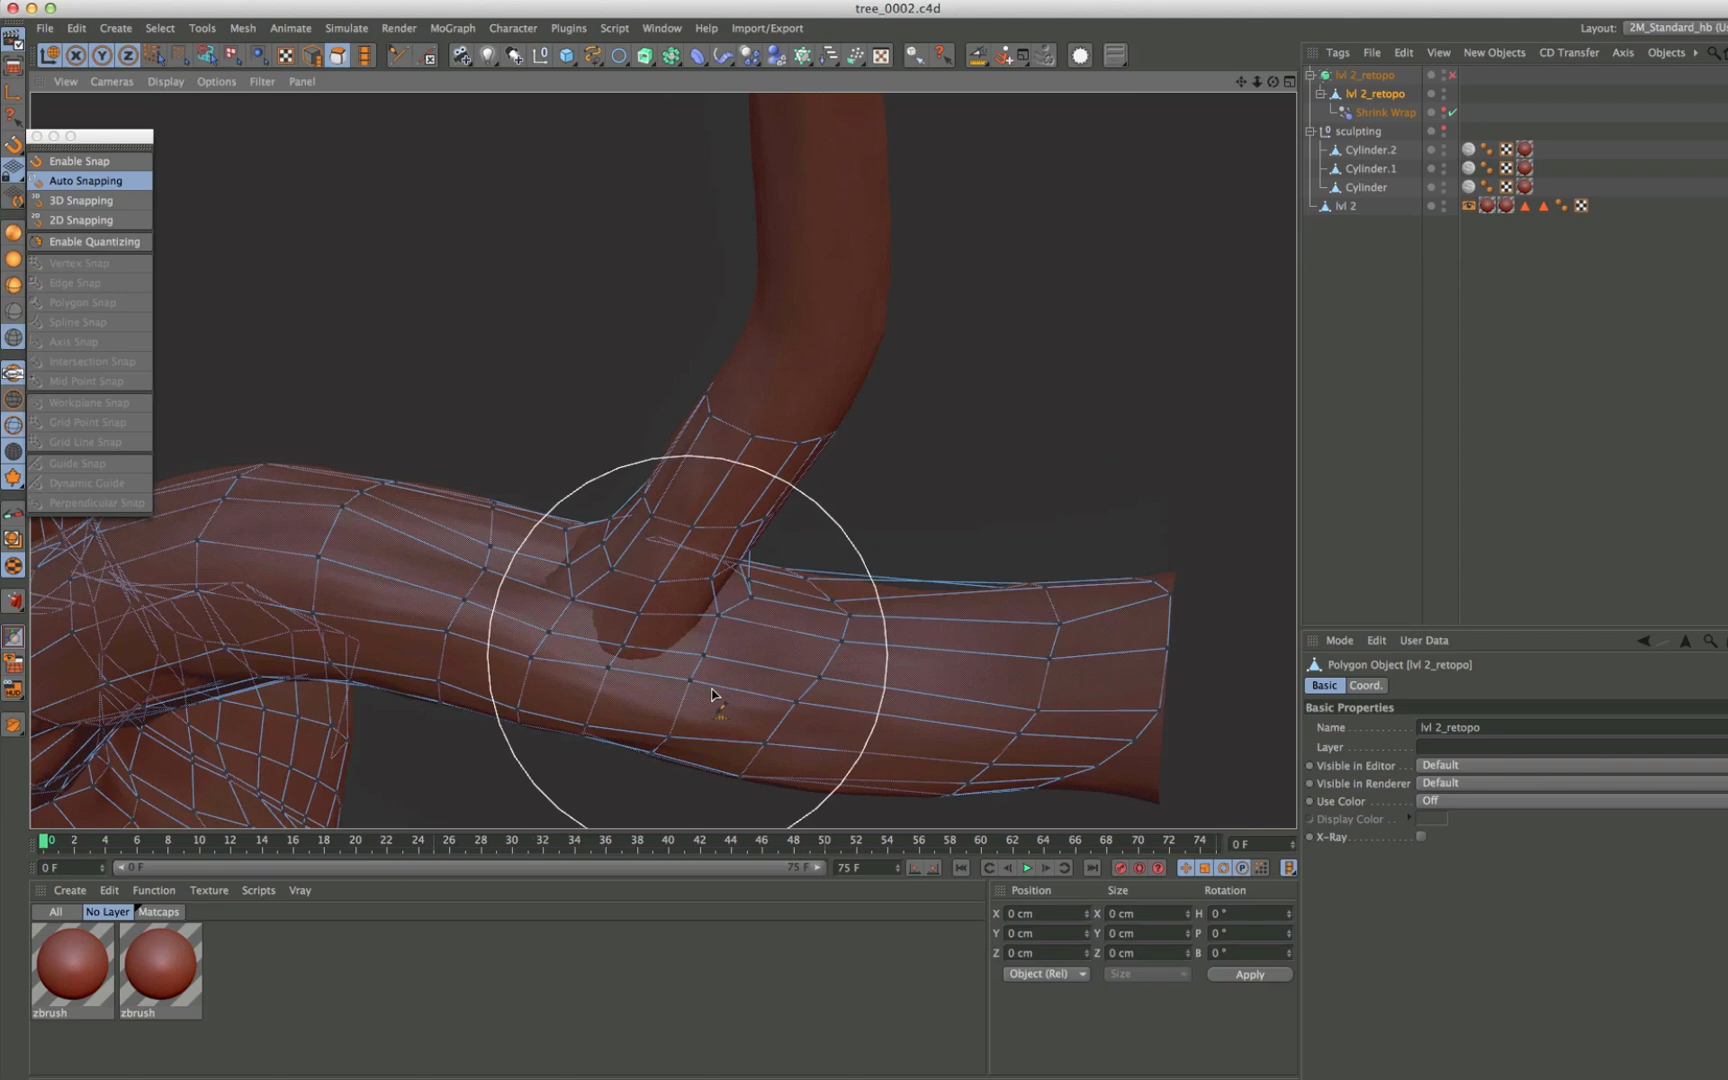 tree_0002.c4d
File Edit Create Select Tools Mesh Animate Simulate Render MoGraph Character Plugins Script Window Help Import/Export
Layout: 2M_Standard_hb (U
X Y Z
Tags File Edit View New Objects CD Transfer Axis Objects
View Cameras Display Options Filter Panel
lvl 2_retopo
lvl 2_retopo
Shrink Wrap
sculpting
Cylinder.2
Cylinder.1
Cylinder
lvl 2
Enable Snap
Auto Snapping
3D Snapping
2D Snapping
Enable Quantizing
Vertex Snap
Edge Snap
Polygon Snap
Spline Snap
Axis Snap
Intersection Snap
Mid Point Snap
Workplane Snap
Grid Point Snap
Grid Line Snap
Guide Snap
Dynamic Guide
Perpendicular Snap
Mode Edit User Data
Polygon Object [lvl 2_retopo]
Basic Coord.
Basic Properties
Name lvl 2_retopo
Layer
Visible in Editor Default
Visible in Renderer Default
Use Color Off
Display Color
X-Ray
0 2 4 6 8 10 12 14 16 18 20 22 24 26 28 30 32 34 36 38 40 42 44 46 48 50 52 54 56 58 60 62 64 66 68 70 72 74 0 F
0 F 0 F 75 F 75 F
Create Edit Function Texture Scripts Vray
All No Layer Matcaps
zbrush zbrush
Position Size Rotation
X 0 cm X 0 cm H 0 °
Y 0 cm Y 0 cm P 0 °
Z 0 cm Z 0 cm B 0 °
Object (Rel) Size Apply